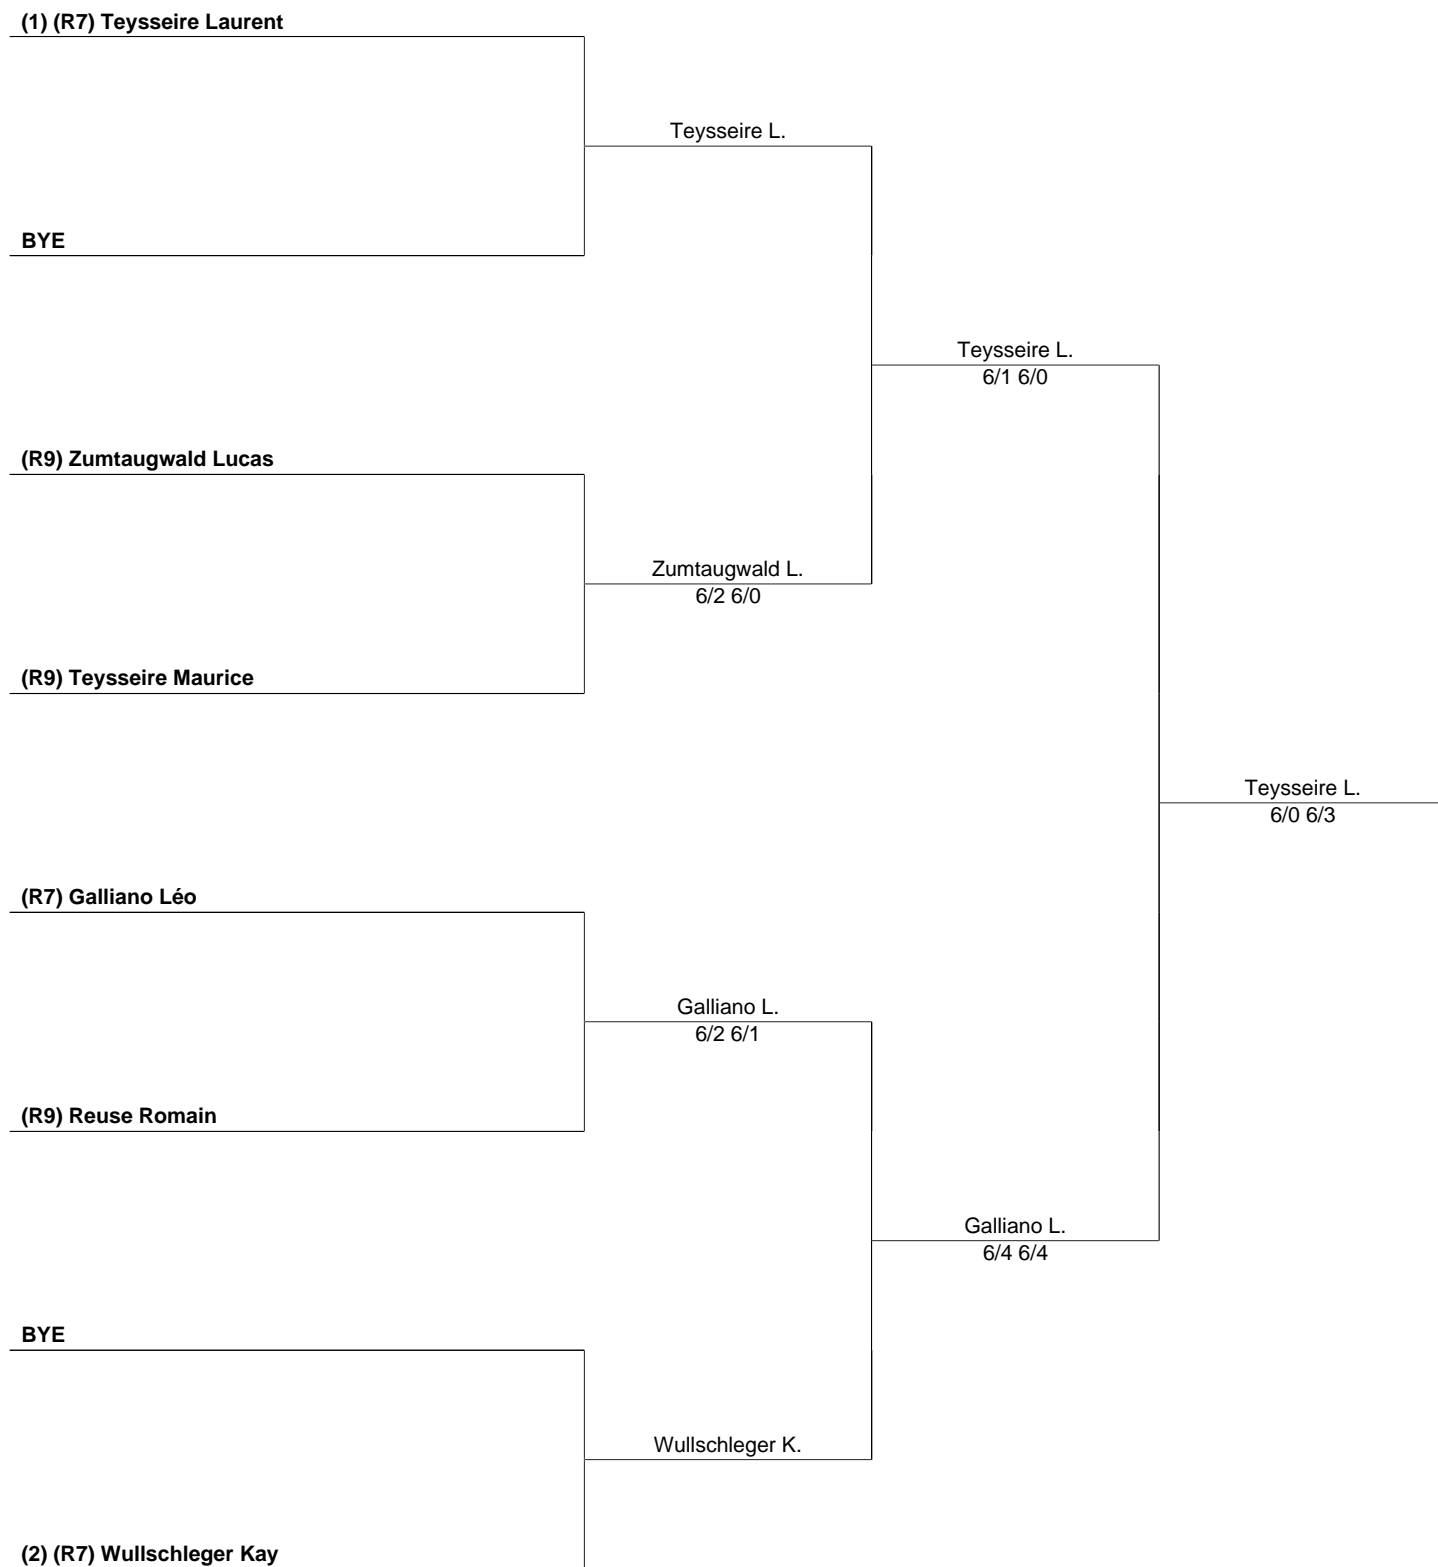 (1) (R7) Teysseire Laurent
Teysseire L.
BYE
Teysseire L.
6/1 6/0
(R9) Zumtaugwald Lucas
Zumtaugwald L.
6/2 6/0
(R9) Teysseire Maurice
Teysseire L.
6/0 6/3
(R7) Galliano Léo
Galliano L.
6/2 6/1
(R9) Reuse Romain
Galliano L.
6/4 6/4
BYE
Wullschleger K.
(2) (R7) Wullschleger Kay